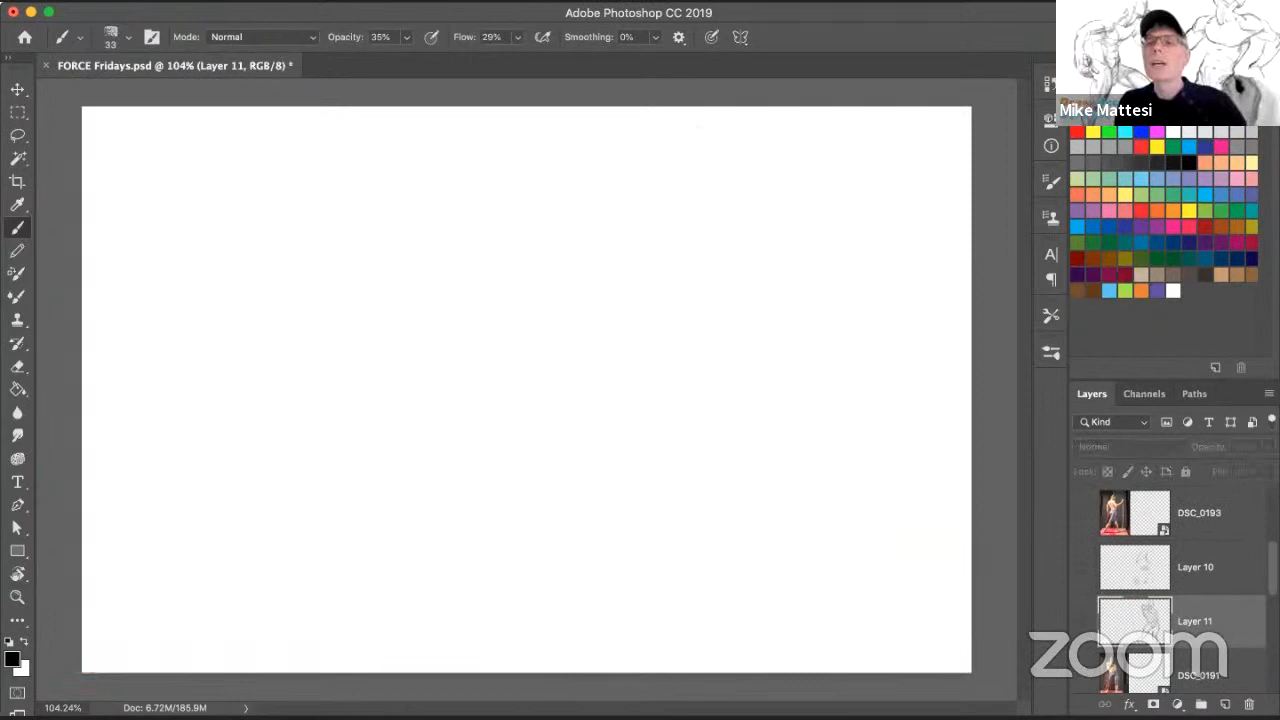 Adobe Photoshop CC 2019
33
Mode: Normal
Opacity: 35%
Flow: 29%
Smoothing: 0%
× FORCE Fridays.psd @ 104% (Layer 11, RGB/8) *
Mike Mattesi
Layers
Channels
Paths
Kind
Normal
Opacity:
Lock:
DSC_0193
Layer 10
Layer 11
zoom
DSC_0191
fx
104.24%
Doc: 6.72M/185.9M